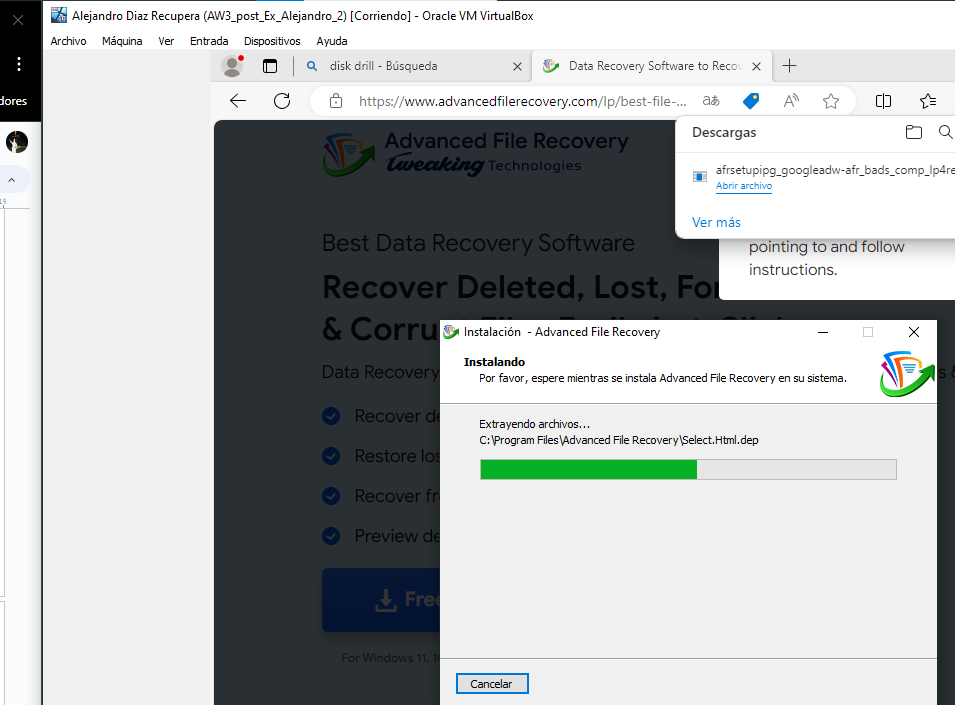 Alejandro Diaz Recupera (AW3_post_Ex_Alejandro_2) [Corriendo] - Oracle VM VirtualBox
Archivo Máquina Ver Entrada Dispositivos Ayuda
dores
disk drill - Búsqueda
Data Recovery Software to Recov
https://www.advancedfilerecovery.com/lp/best-file-...
Descargas
afrsetupipg_googleadw-afr_bads_comp_lp4re
Abrir archivo
Ver más
pointing to and follow
instructions.
Advanced File Recovery
Tweaking Technologies
Best Data Recovery Software
Recover Deleted, Lost, For
& Corrup
Data Recovery
Recover de
Restore los
Recover fr
Preview de
Free
For Windows 11, 1
Instalación - Advanced File Recovery
Instalando
Por favor, espere mientras se instala Advanced File Recovery en su sistema.
Extrayendo archivos...
C:\Program Files\Advanced File Recovery\Select.Html.dep
Cancelar